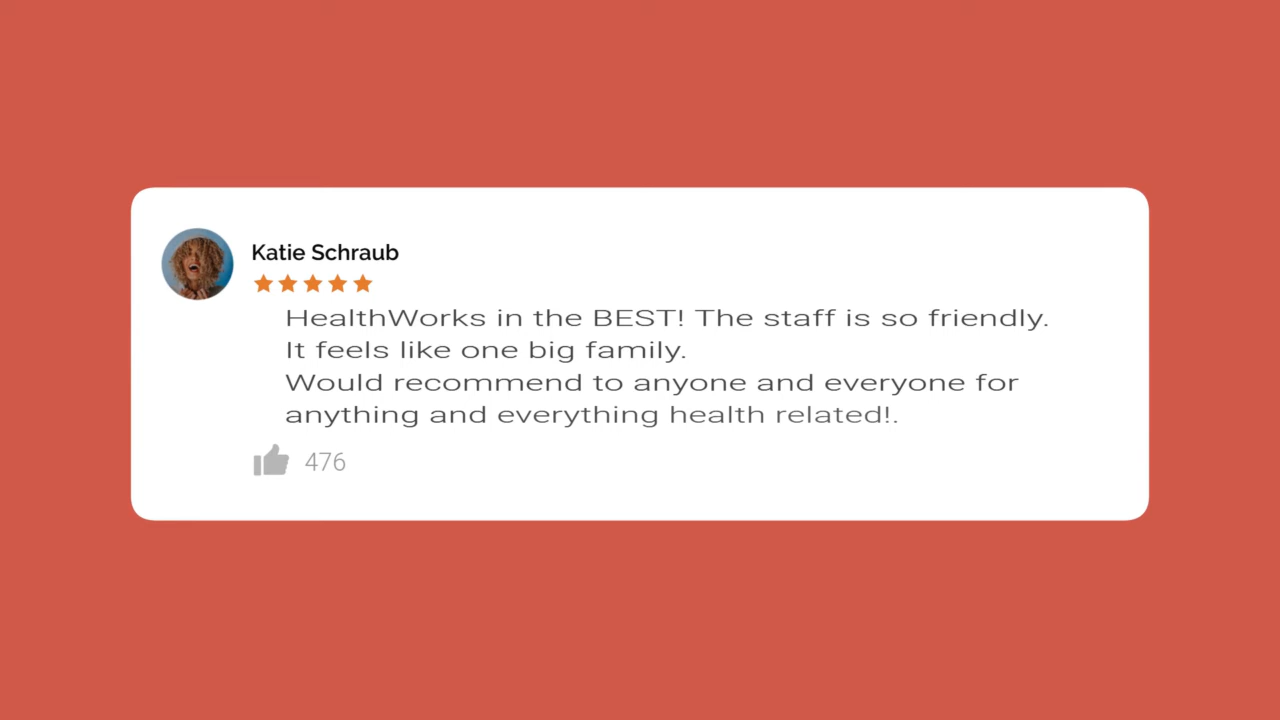 Katie Schraub
HealthWorks in the BEST! The staff is so friendly.
It feels like one big family.
Would recommend to anyone and everyone for
anything and everything health related!.
476